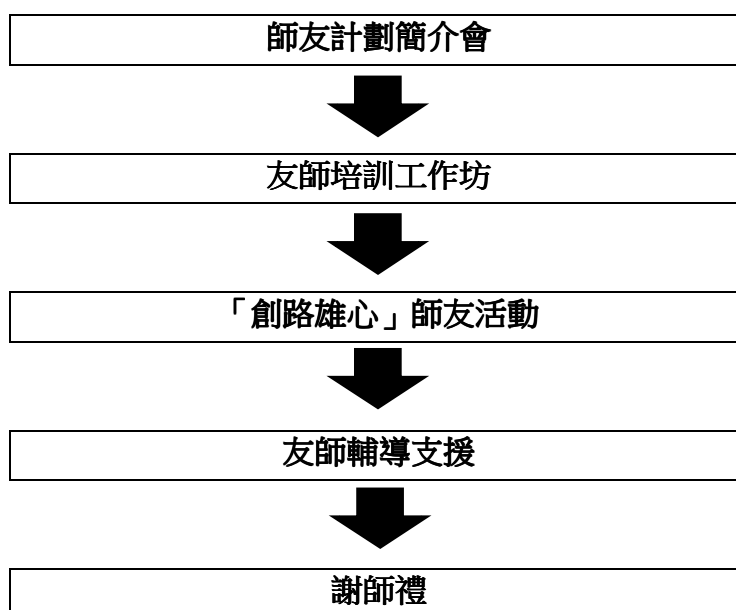 師友計劃簡介會
友師培訓工作坊
「創路雄心」師友活動
友師輔導支援
謝師禮